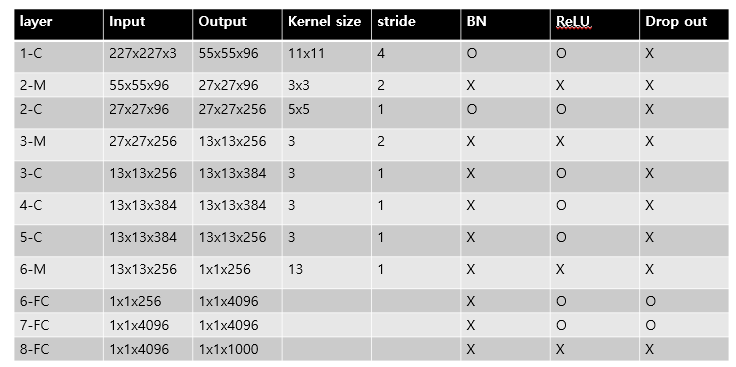 layer Input Output Kernel size stride BN ReLU Drop out
1-C 227x227x3 55x55x96 11x11 4 O O X
2-M 55x55x96 27x27x96 3x3 2 X X X
2-C 27x27x96 27x27x256 5x5 1 O O X
3-M 27x27x256 13x13x256 3 2 X X X
3-C 13x13x256 13x13x384 3 1 X O X
4-C 13x13x384 13x13x384 3 1 X O X
5-C 13x13x384 13x13x256 3 1 X O X
6-M 13x13x256 1x1x256 13 1 X X X
6-FC 1x1x256 1x1x4096 X O O
7-FC 1x1x4096 1x1x4096 X O O
8-FC 1x1x4096 1x1x1000 X X X